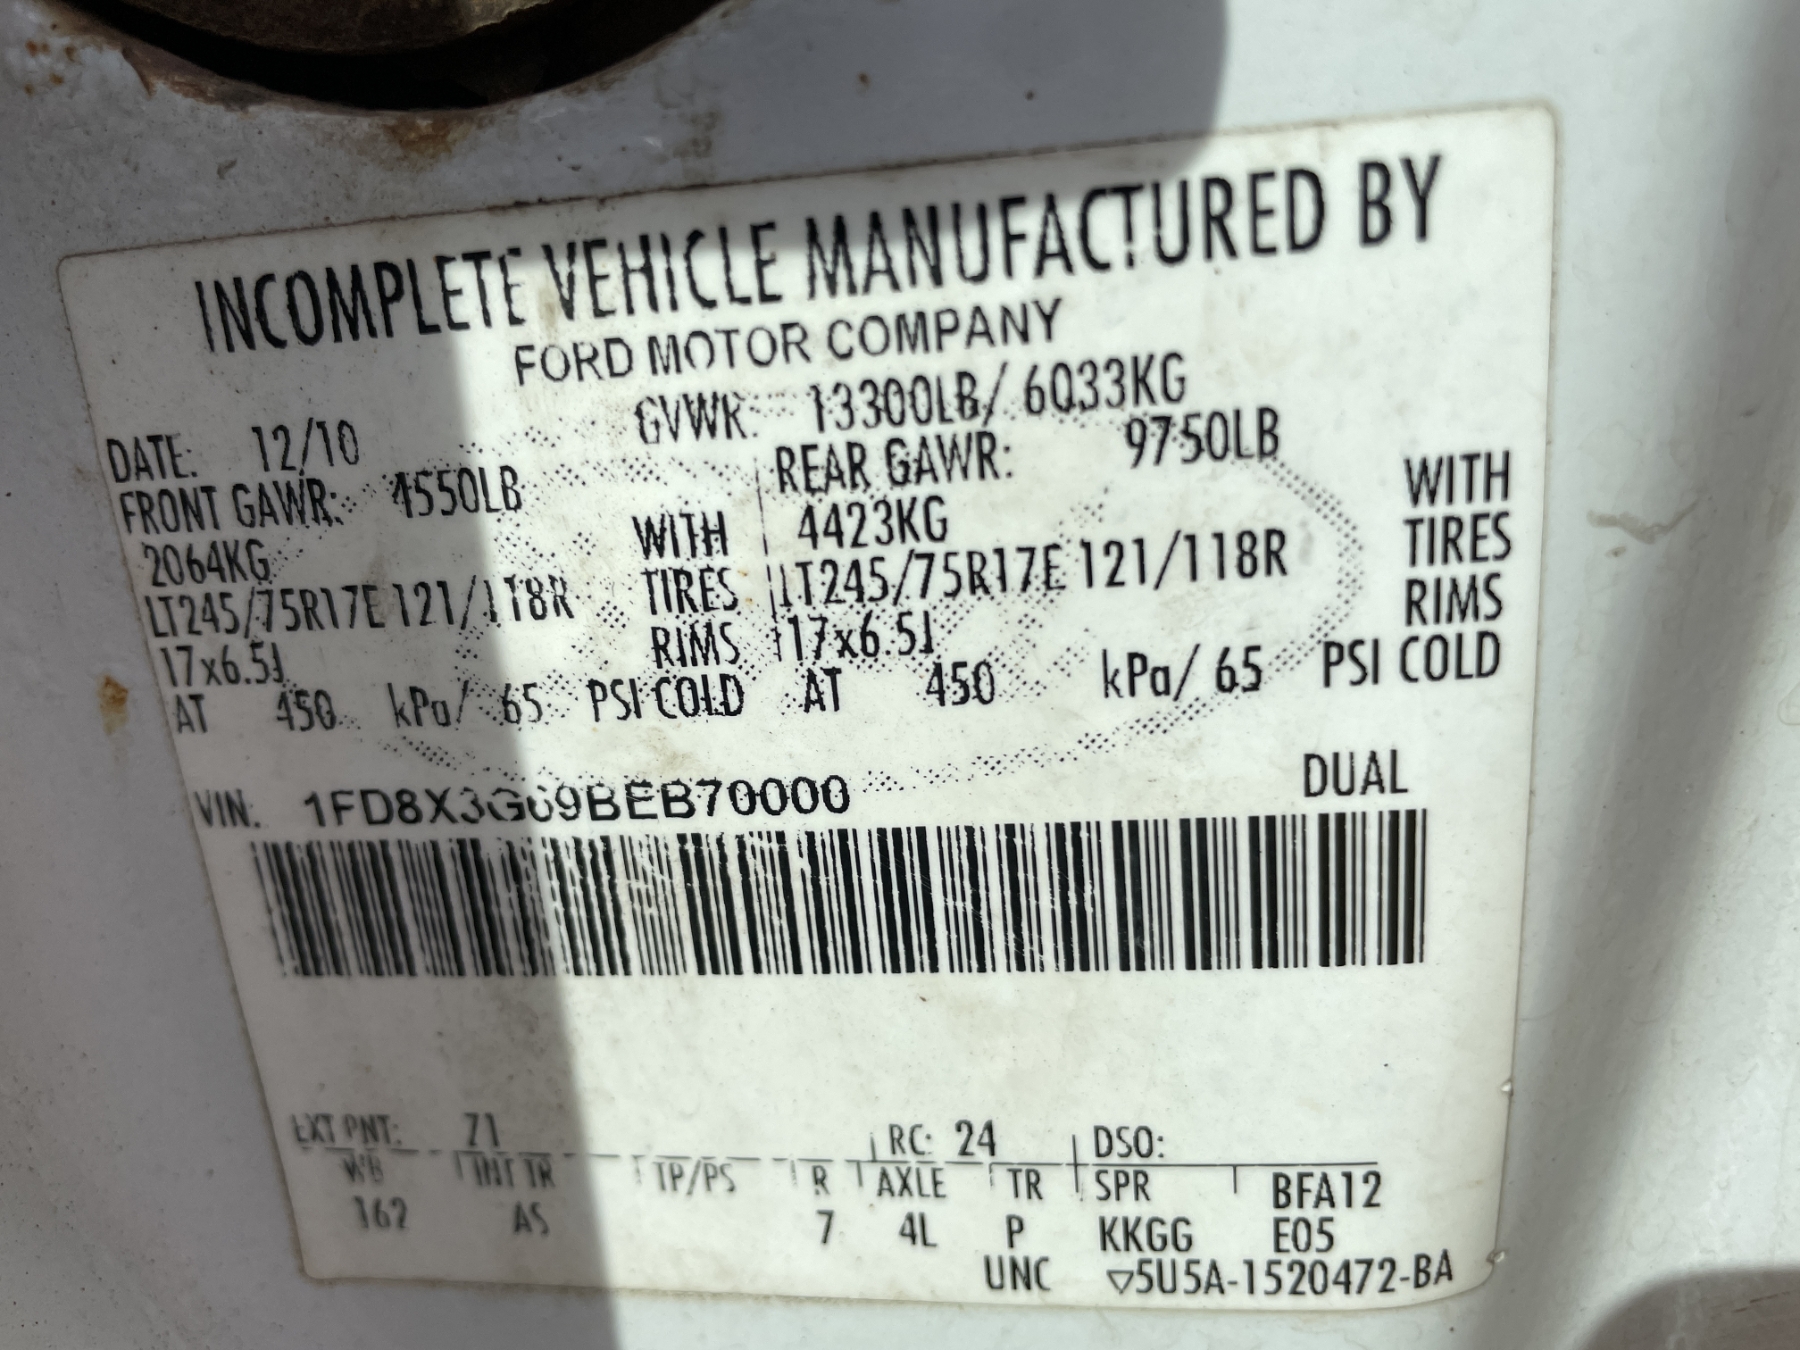 INCOMPLETE VEHICLE MANUFACTURED BY
FORD MOTOR COMPANY
DATE: 12/10 GVWR: 13300LB/ 6033KG
FRONT GAWR: 4550LB REAR GAWR: 9750LB
2064KG WITH 4423KG WITH
LT245/75R17E 121/118R TIRES LT245/75R17E 121/118R TIRES
17x6.5J RIMS 17x6.5J RIMS
AT 450 kPa/ 65 PSI COLD AT 450 kPa/ 65 PSI COLD
VIN: 1FD8X3G69BEB70000 DUAL
EXT PNT: 71 RC: 24 DSO:
WB INT TR TP/PS R AXLE TR SPR BFA12
162 AS 7 4L P KKGG E05
UNC ▽5U5A-1520472-BA